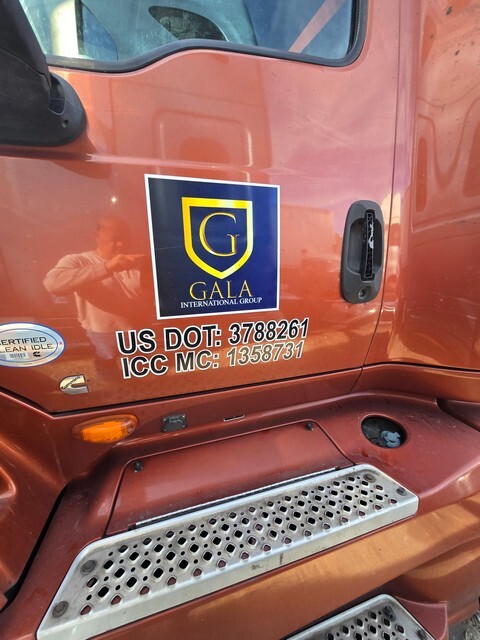 G
GALA
INTERNATIONAL GROUP
US DOT: 3788261
ICC MC: 1358731
CERTIFIED
CLEAN IDLE